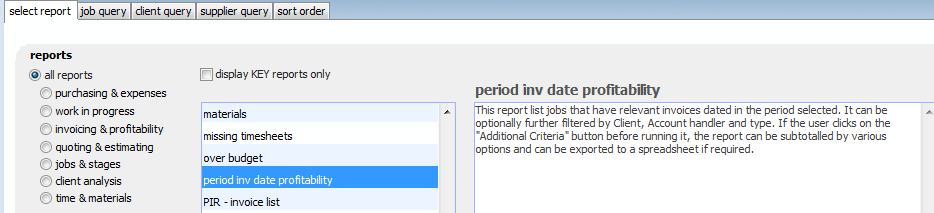 select report job query client query supplier query sort order
reports
all reports
purchasing & expenses
work in progress
invoicing & profitability
quoting & estimating
jobs & stages
client analysis
time & materials
display KEY reports only
materials
missing timesheets
over budget
period inv date profitability
PIR - invoice list
period inv date profitability
This report list jobs that have relevant invoices dated in the period selected. It can be
optionally further filtered by Client, Account handler and type. If the user clicks on the
"Additional Criteria" button before running it, the report can be subtotalled by various
options and can be exported to a spreadsheet if required.